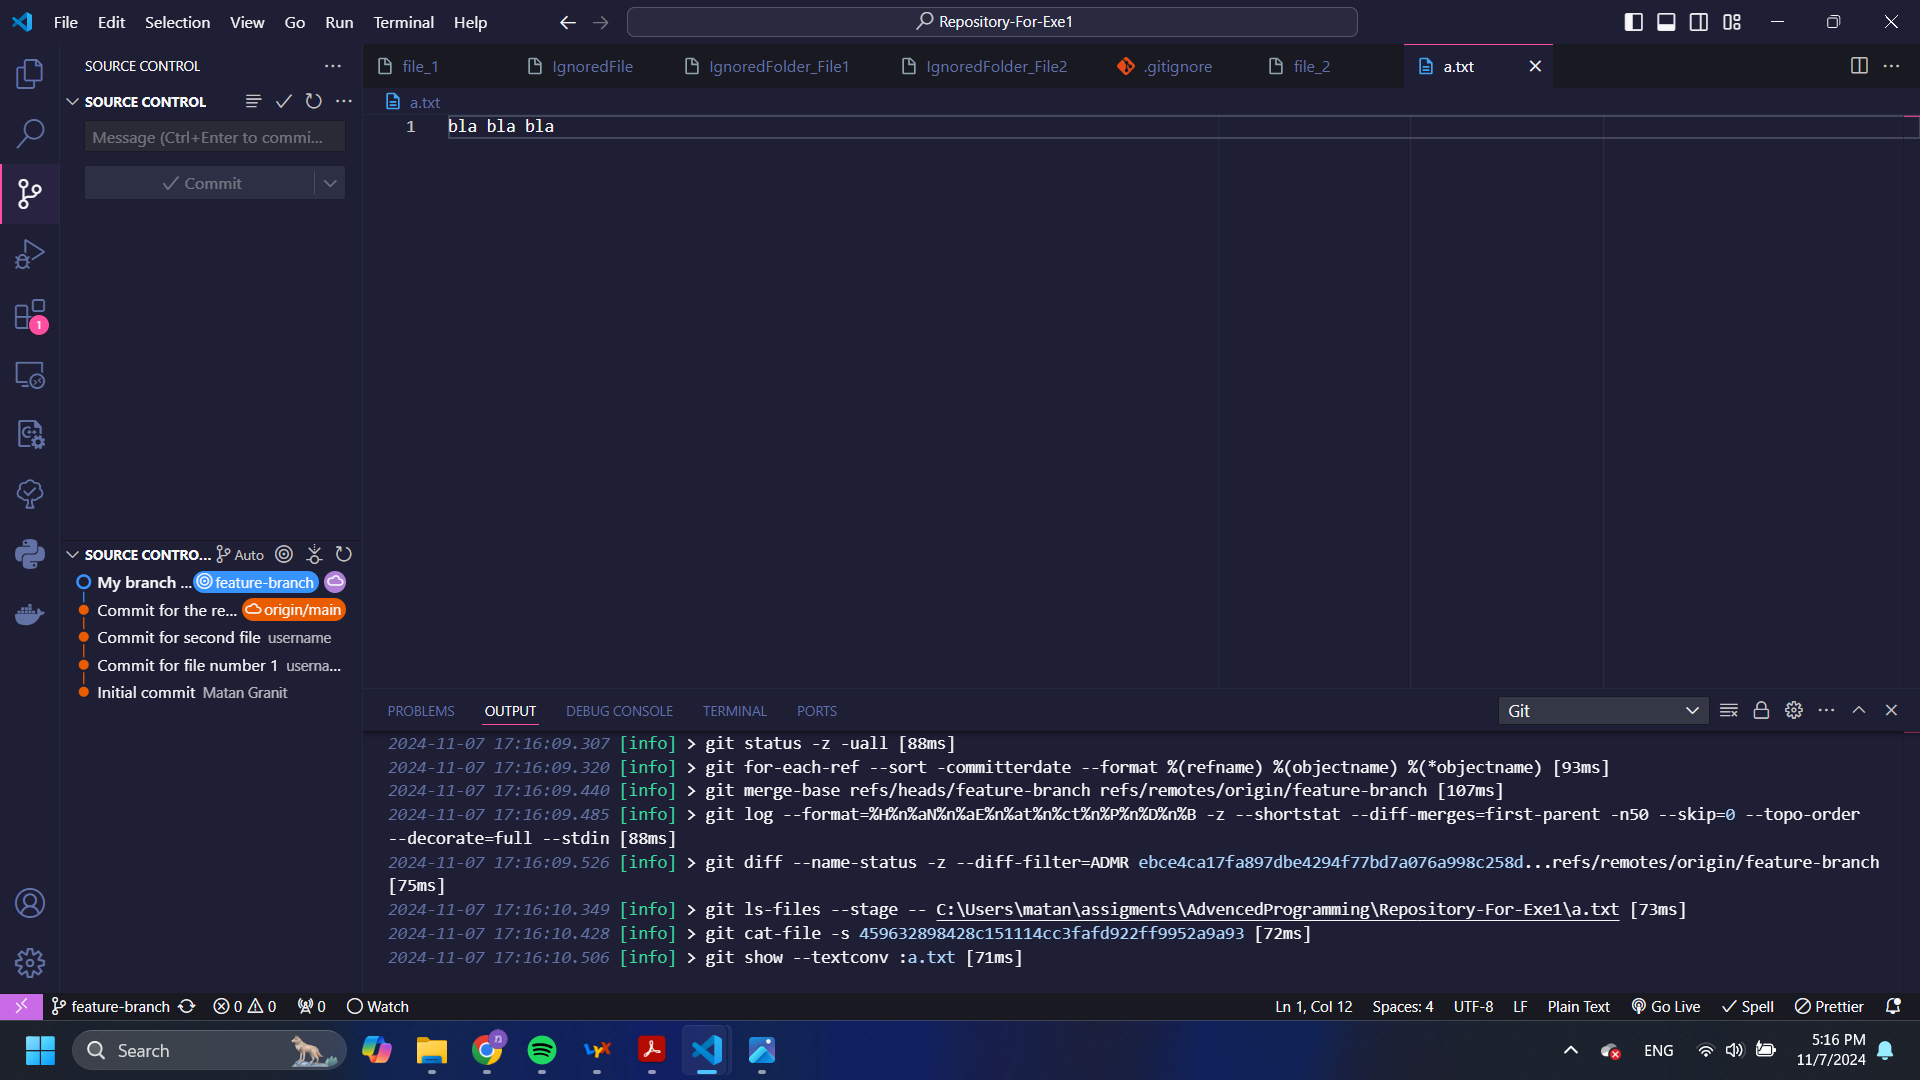 File Edit Selection View Go Run Terminal Help
Repository-For-Exe1
SOURCE CONTROL
SOURCE CONTROL
Message (Ctrl+Enter to commi...
Commit
1
SOURCE CONTRO... Auto
My branch ... feature-branch
Commit for the re... origin/main
Commit for second file username
Commit for file number 1 userna...
Initial commit Matan Granit
file_1 IgnoredFile IgnoredFolder_File1 IgnoredFolder_File2 .gitignore file_2 a.txt
a.txt
1 bla bla bla
PROBLEMS OUTPUT DEBUG CONSOLE TERMINAL PORTS
Git
2024-11-07 17:16:09.307 [info] > git status -z -uall [88ms]
2024-11-07 17:16:09.320 [info] > git for-each-ref --sort -committerdate --format %(refname) %(objectname) %(*objectname) [93ms]
2024-11-07 17:16:09.440 [info] > git merge-base refs/heads/feature-branch refs/remotes/origin/feature-branch [107ms]
2024-11-07 17:16:09.485 [info] > git log --format=%H%n%aN%n%aE%n%at%n%ct%n%P%n%D%n%B -z --shortstat --diff-merges=first-parent -n50 --skip=0 --topo-order
--decorate=full --stdin [88ms]
2024-11-07 17:16:09.526 [info] > git diff --name-status -z --diff-filter=ADMR ebce4ca17fa897dbe4294f77bd7a076a998c258d...refs/remotes/origin/feature-branch
[75ms]
2024-11-07 17:16:10.349 [info] > git ls-files --stage -- C:\Users\matan\assigments\AdvencedProgramming\Repository-For-Exe1\a.txt [73ms]
2024-11-07 17:16:10.428 [info] > git cat-file -s 459632898428c151114cc3fafd922ff9952a9a93 [72ms]
2024-11-07 17:16:10.506 [info] > git show --textconv :a.txt [71ms]
feature-branch 0 0 0 Watch
Ln 1, Col 12 Spaces: 4 UTF-8 LF Plain Text Go Live Spell Prettier
Search
n
ENG
5:16 PM
11/7/2024